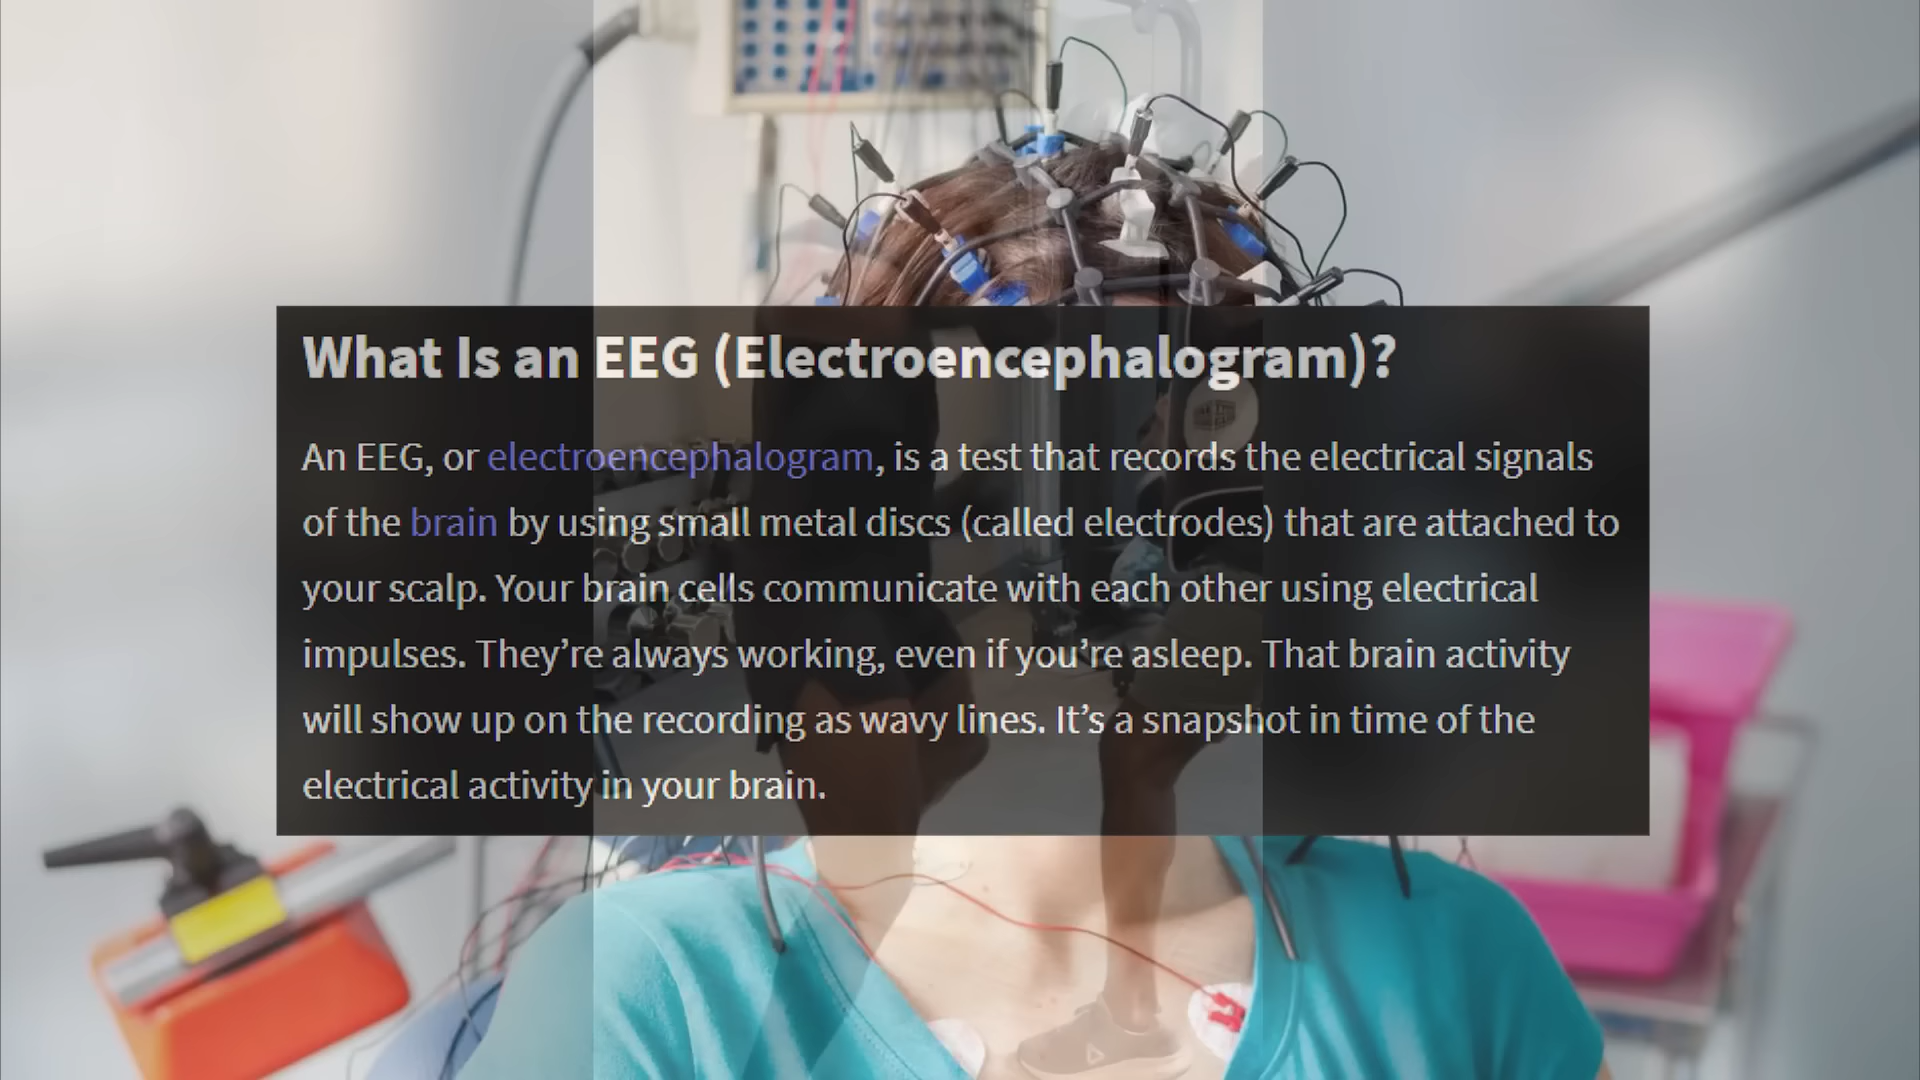 What Is an EEG (Electroencephalogram)?
An EEG, or electroencephalogram, is a test that records the electrical signals
of the brain by using small metal discs (called electrodes) that are attached to
your scalp. Your brain cells communicate with each other using electrical
impulses. They’re always working, even if you’re asleep. That brain activity
will show up on the recording as wavy lines. It’s a snapshot in time of the
electrical activity in your brain.